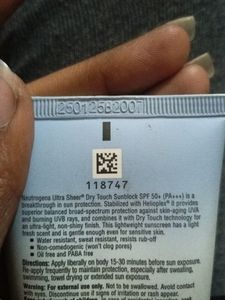 250125B2007
118747
Neutrogena Ultra Sheer® Dry Touch Sunblock SPF 50+ (PA+++) is a
breakthrough in sun protection. Stabilized with Helioplex® it provides
superior balanced broad-spectrum protection against skin-aging UVA
and burning UVB rays, and combines it with Dry Touch technology for
an ultra-light, non-shiny finish. This lightweight sunscreen has a light
fresh scent and is gentle enough even for sensitive skin.
• Water resistant, sweat resistant, resists rub-off
• Non-comedogenic (won't clog pores)
• Oil free and PABA free
Directions: Apply liberally on body 15-30 minutes before sun exposure.
Re-apply frequently to maintain protection, especially after sweating,
swimming, towel drying or extended sun exposure.
Warning: For external use only. Not to be swallowed. Avoid contact
with eyes. Discontinue use if signs of irritation or rash appear.